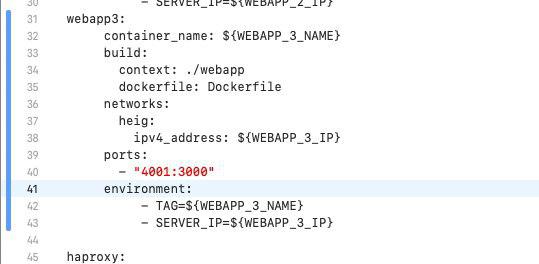 30 - SERVER_IP=${WEBAPP_2_IP}
31 webapp3:
32 container_name: ${WEBAPP_3_NAME}
33 build:
34 context: ./webapp
35 dockerfile: Dockerfile
36 networks:
37 heig:
38 ipv4_address: ${WEBAPP_3_IP}
39 ports:
40 - "4001:3000"
41 environment:
42 - TAG=${WEBAPP_3_NAME}
43 - SERVER_IP=${WEBAPP_3_IP}
44
45 haproxy: